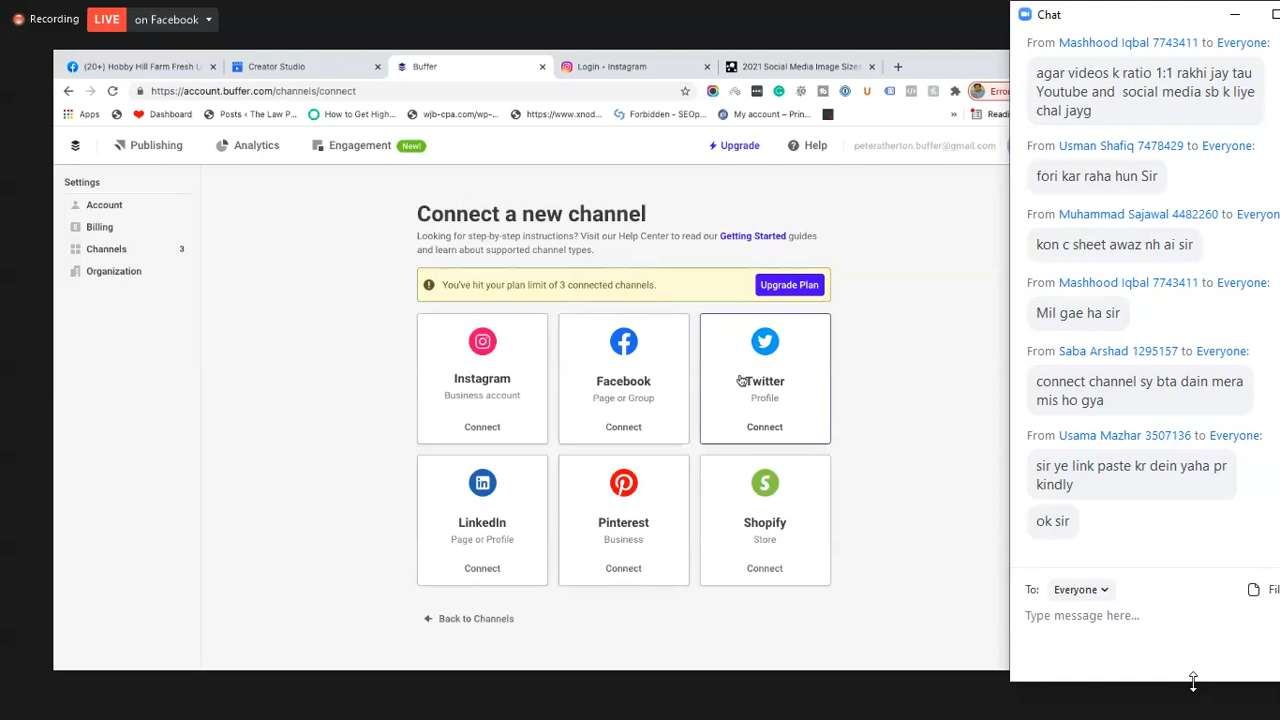 Recording
LIVE
on Facebook
(20+) Hobby Hill Farm Fresh L
Creator Studio
Buffer
Login • Instagram
2021 Social Media Image Sizes
https://account.buffer.com/channels/connect
Error
Apps
Dashboard
Posts ‹ The Law P...
How to Get High...
wjb-cpa.com/wp-...
https://www.xnod...
Forbidden - SEOp...
My account – Prin...
»
Readi
Publishing
Analytics
Engagement
New!
Upgrade
Help
peteratherton.buffer@gmail.com
Settings
Account
Billing
Channels 3
Organization
Connect a new channel
Looking for step-by-step instructions? Visit our Help Center to read our Getting Started guides
and learn about supported channel types.
You've hit your plan limit of 3 connected channels.
Upgrade Plan
Instagram
Business account
Connect
Facebook
Page or Group
Connect
Twitter
Profile
Connect
LinkedIn
Page or Profile
Connect
Pinterest
Business
Connect
Shopify
Store
Connect
Back to Channels
Chat
From Mashhood Iqbal 7743411 to Everyone:
agar videos k ratio 1:1 rakhi jay tau
Youtube and social media sb k liye
chal jayg
From Usman Shafiq 7478429 to Everyone:
fori kar raha hun Sir
From Muhammad Sajawal 4482260 to Everyon
kon c sheet awaz nh ai sir
From Mashhood Iqbal 7743411 to Everyone:
Mil gae ha sir
From Saba Arshad 1295157 to Everyone:
connect channel sy bta dain mera
mis ho gya
From Usama Mazhar 3507136 to Everyone:
sir ye link paste kr dein yaha pr
kindly
ok sir
To: Everyone
Fil
Type message here...